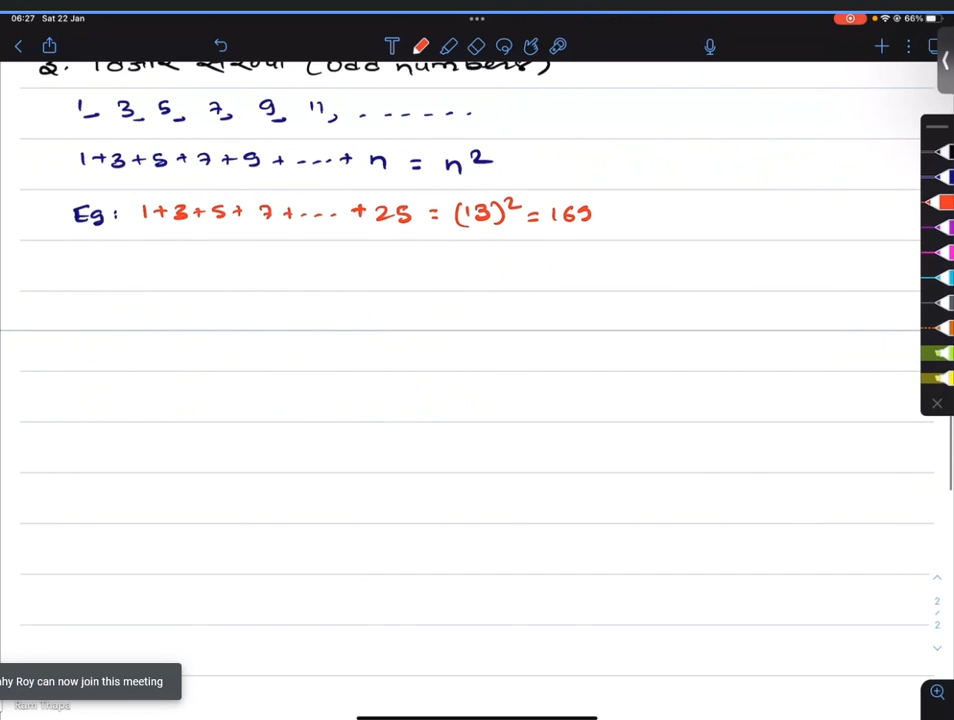 06:27 Sat 22 Jan
66%
(odd numbers)
1, 3, 5, 7, 9, 11, ......
1+3+5+7+9+...+ n = n²
Eg: 1+3+5+7+...+25 = (13)² = 169
2
2
hy Roy can now join this meeting
Ram Thapa